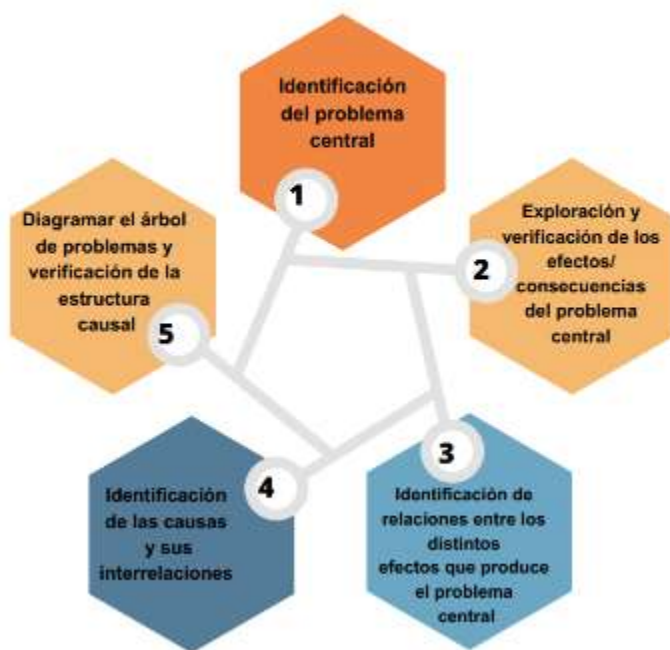 Identificación
del problema
central
1
Exploración y
verificación de los
efectos/
consecuencias
del problema
central
2
3
Identificación de
relaciones entre los
distintos
efectos que produce
el problema
central
4
Identificación
de las causas
y sus
interrelaciones
Diagramar el árbol
de problemas y
verificación de la
estructura
causal
5